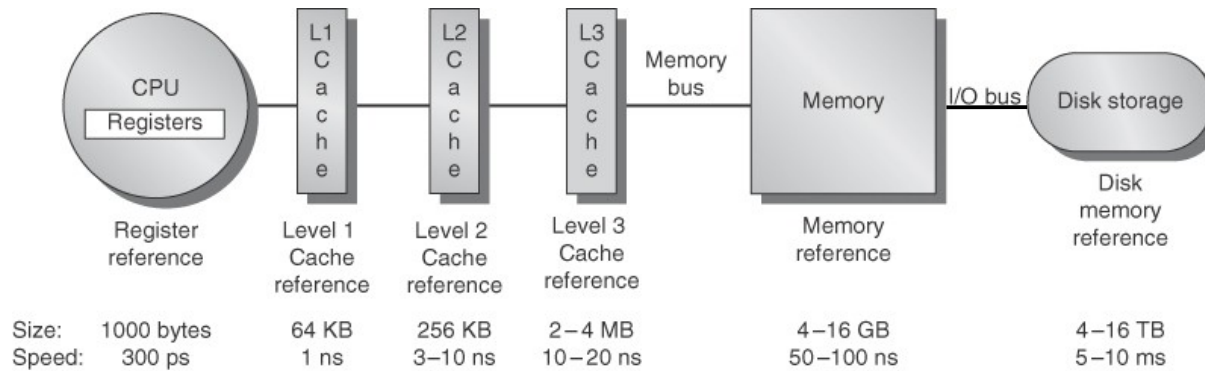 CPU
Registers
L1
C
a
c
h
e
L2
C
a
c
h
e
L3
C
a
c
h
e
Memory
bus
Memory
I/O bus
Disk storage
Register
reference
Level 1
Cache
reference
Level 2
Cache
reference
Level 3
Cache
reference
Memory
reference
Disk
memory
reference
Size: 1000 bytes 64 KB 256 KB 2–4 MB 4–16 GB 4–16 TB
Speed: 300 ps 1 ns 3–10 ns 10–20 ns 50–100 ns 5–10 ms